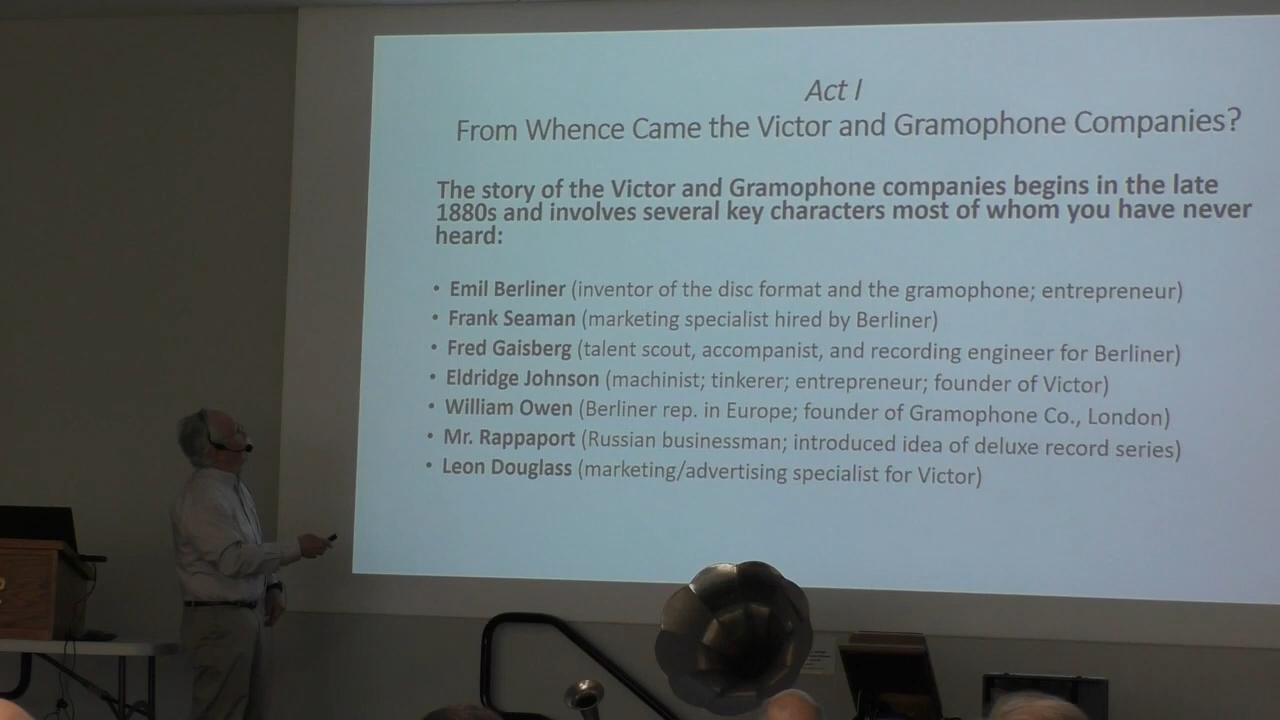 Act I
From Whence Came the Victor and Gramophone Companies?
The story of the Victor and Gramophone companies begins in the late
1880s and involves several key characters most of whom you have never
heard:
• Emil Berliner (inventor of the disc format and the gramophone; entrepreneur)
• Frank Seaman (marketing specialist hired by Berliner)
• Fred Gaisberg (talent scout, accompanist, and recording engineer for Berliner)
• Eldridge Johnson (machinist; tinkerer; entrepreneur; founder of Victor)
• William Owen (Berliner rep. in Europe; founder of Gramophone Co., London)
• Mr. Rappaport (Russian businessman; introduced idea of deluxe record series)
• Leon Douglass (marketing/advertising specialist for Victor)